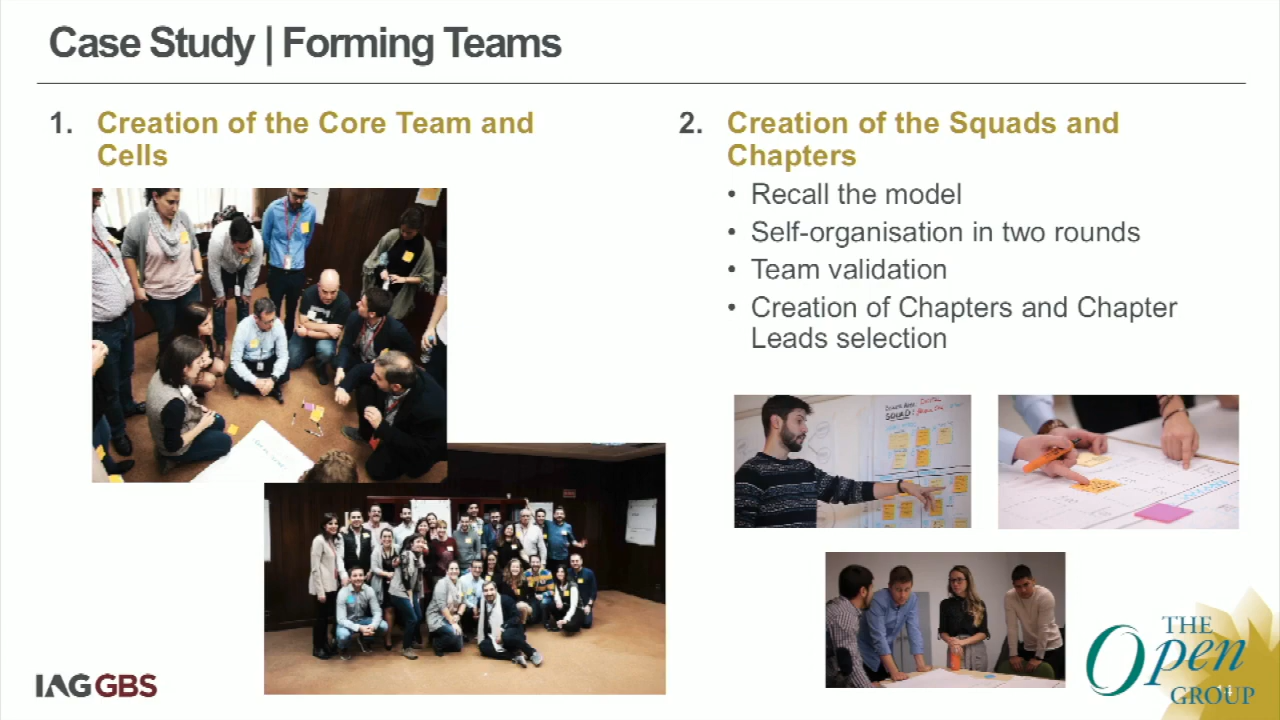 Case Study | Forming Teams
1. Creation of the Core Team and
Cells
2. Creation of the Squads and
Chapters
• Recall the model
• Self-organisation in two rounds
• Team validation
• Creation of Chapters and Chapter
Leads selection
SQUAD:
IAG GBS
THE
Open
GROUP
14